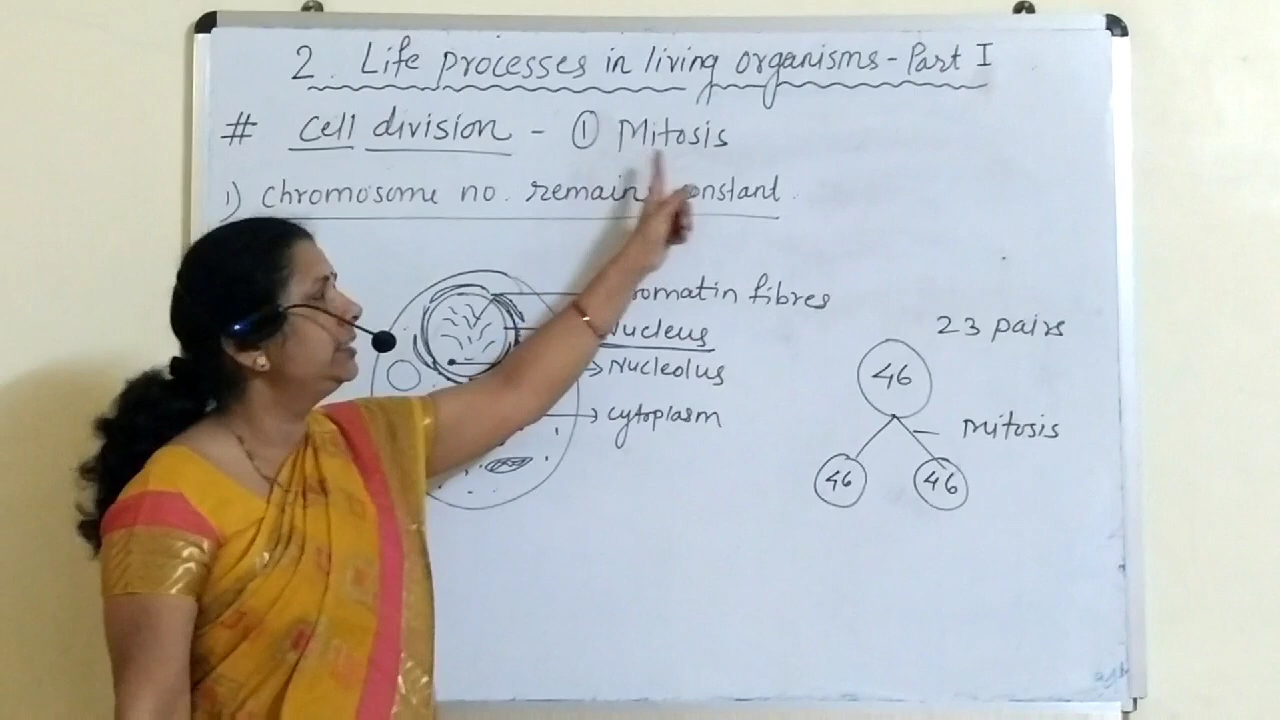 2. Life processes in living organisms - Part I
# cell division - ① Mitosis
1) chromosome no. remain constant.
romatin fibres
Nucleus
Nucleolus
cytoplasm
23 pairs
46
mitosis
46 46